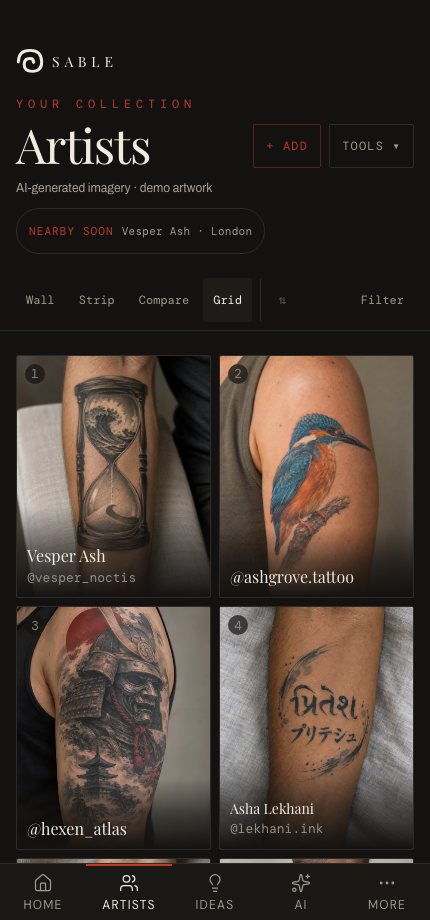 SABLE
YOUR COLLECTION
Artists
+ ADD
TOOLS ▾
AI-generated imagery · demo artwork
NEARBY SOON Vesper Ash · London
Wall Strip Compare Grid ⇅ Filter
1
2
Vesper Ash
@vesper_noctis
@ashgrove.tattoo
3
4
प्रितेश
プリテシュ
@hexen_atlas
Asha Lekhani
@lekhani.ink
HOME ARTISTS IDEAS AI MORE